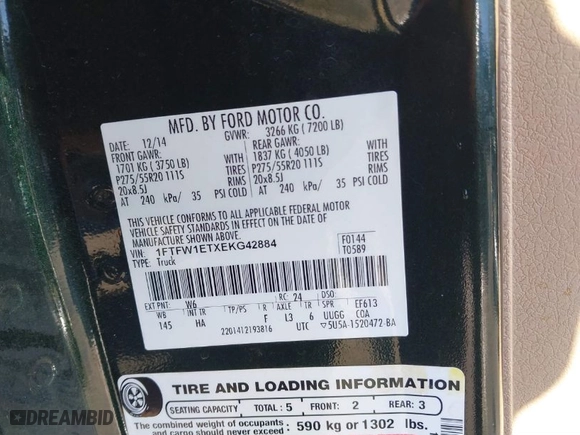 MFD. BY FORD MOTOR CO.
DATE: 12/14 GVWR: 3266 KG ( 7200 LB)
FRONT GAWR: REAR GAWR:
1701 KG ( 3750 LB) WITH 1837 KG ( 4050 LB) WITH
P275/55R20 111S TIRES P275/55R20 111S TIRES
20x8.5J RIMS 20x8.5J RIMS
AT 240 kPa/ 35 PSI COLD AT 240 kPa/ 35 PSI COLD
THIS VEHICLE CONFORMS TO ALL APPLICABLE FEDERAL MOTOR
VEHICLE SAFETY STANDARDS IN EFFECT ON THE DATE OF
MANUFACTURE SHOWN ABOVE.
VIN: 1FTFW1ETXEKG42884 F0144
TYPE: Truck T0589
EXT PNT: W6 RC: 24 DSO:
WB INT TR TP/PS R AXLE TR SPR EF613
145 HA F L3 6 UUGG COA
2201412193816 UTC ▽5U5A-1520472-BA
TIRE AND LOADING INFORMATION
SEATING CAPACITY TOTAL: 5 FRONT: 2 REAR: 3
The combined weight of occupants
and cargo should never exceed : 590 kg or 1302 lbs.
DREAMBID